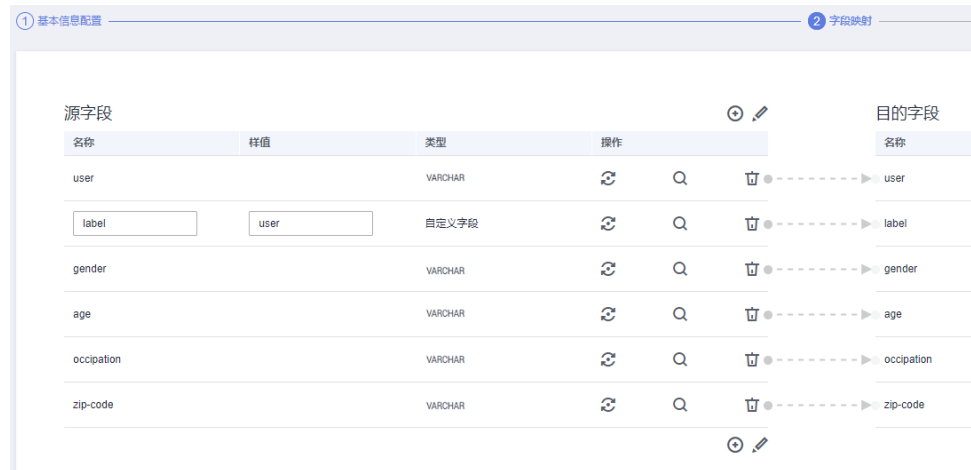 1 基本信息配置 2 字段映射
源字段 目的字段
名称 样值 类型 操作 名称
user VARCHAR user
label user 自定义字段 label
gender VARCHAR gender
age VARCHAR age
occipation VARCHAR occipation
zip-code VARCHAR zip-code